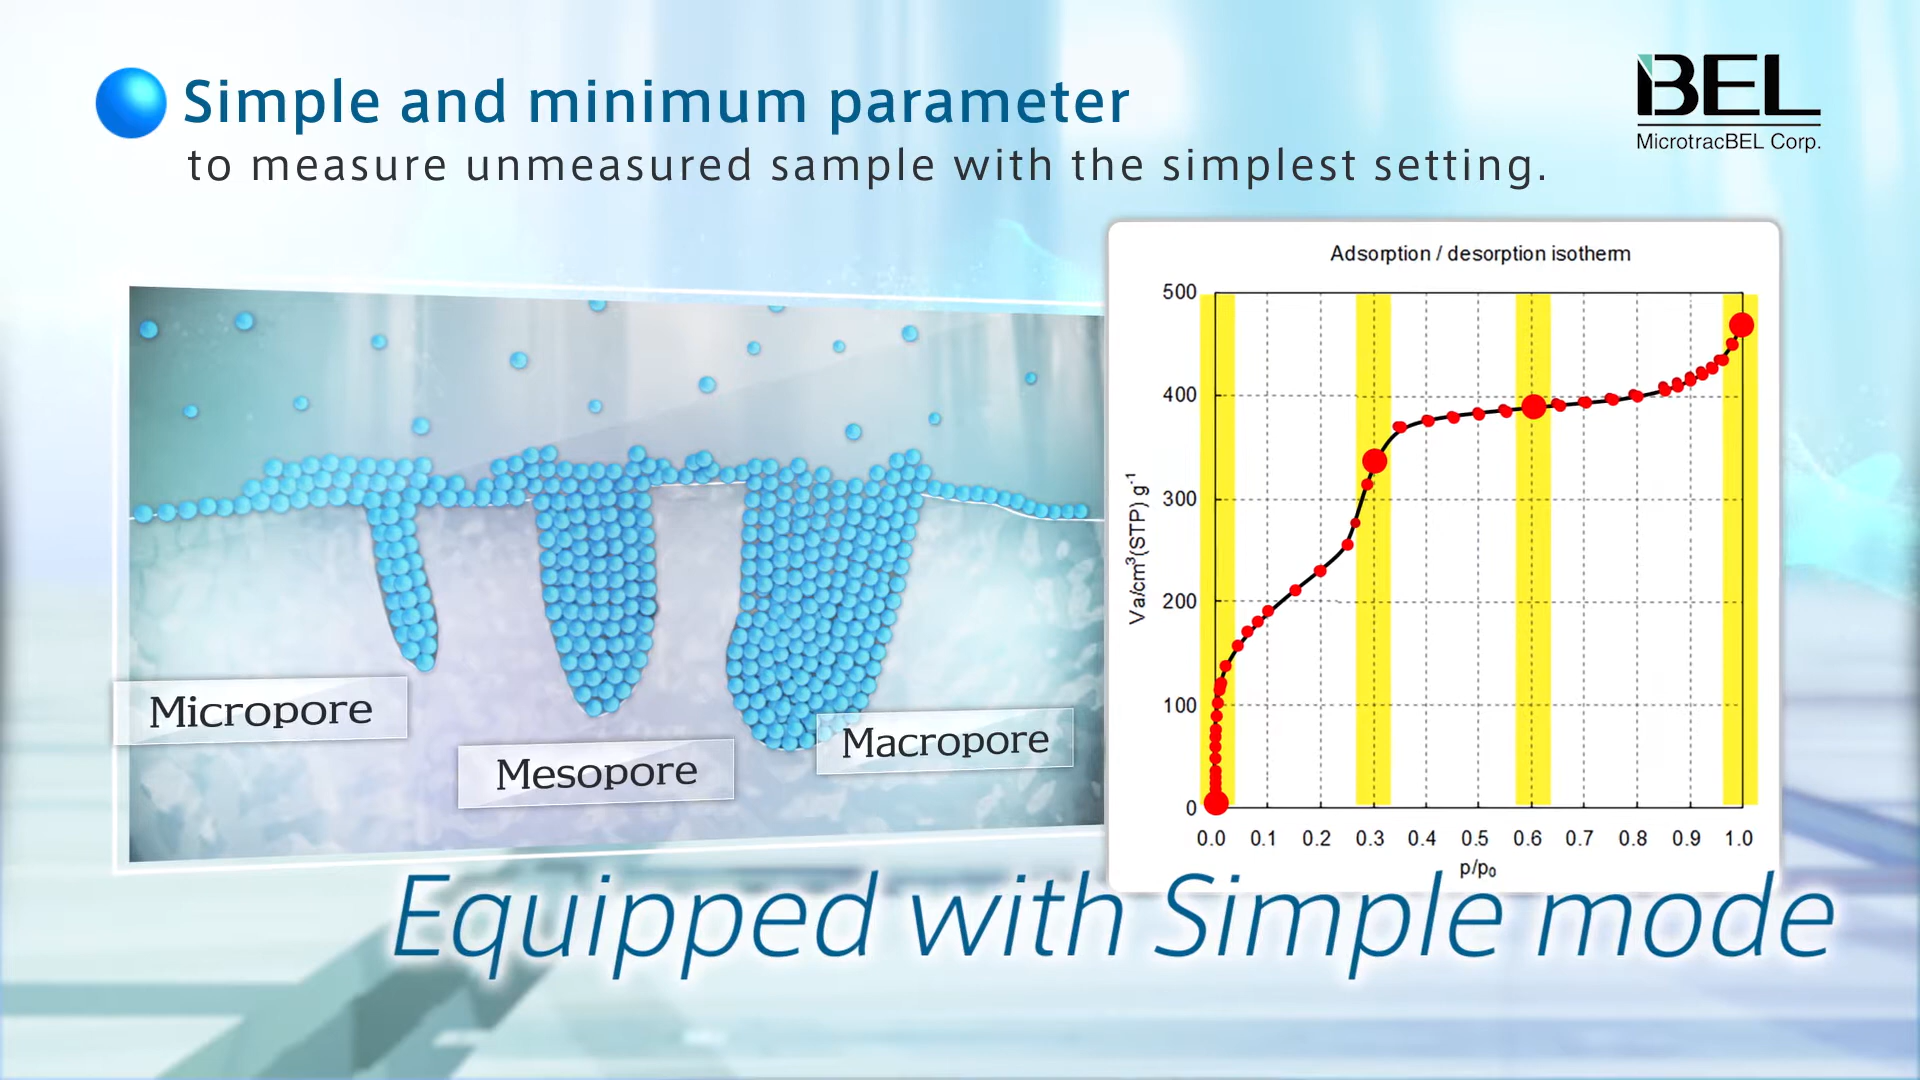 Simple and minimum parameter
to measure unmeasured sample with the simplest setting.
BEL
MicrotracBEL Corp.
Micropore
Mesopore
Macropore
Adsorption / desorption isotherm
500
400
300
200
100
0
Va/cm³(STP) g⁻¹
0.0 0.1 0.2 0.3 0.4 0.5 0.6 0.7 0.8 0.9 1.0
p/p₀
Equipped with Simple mode